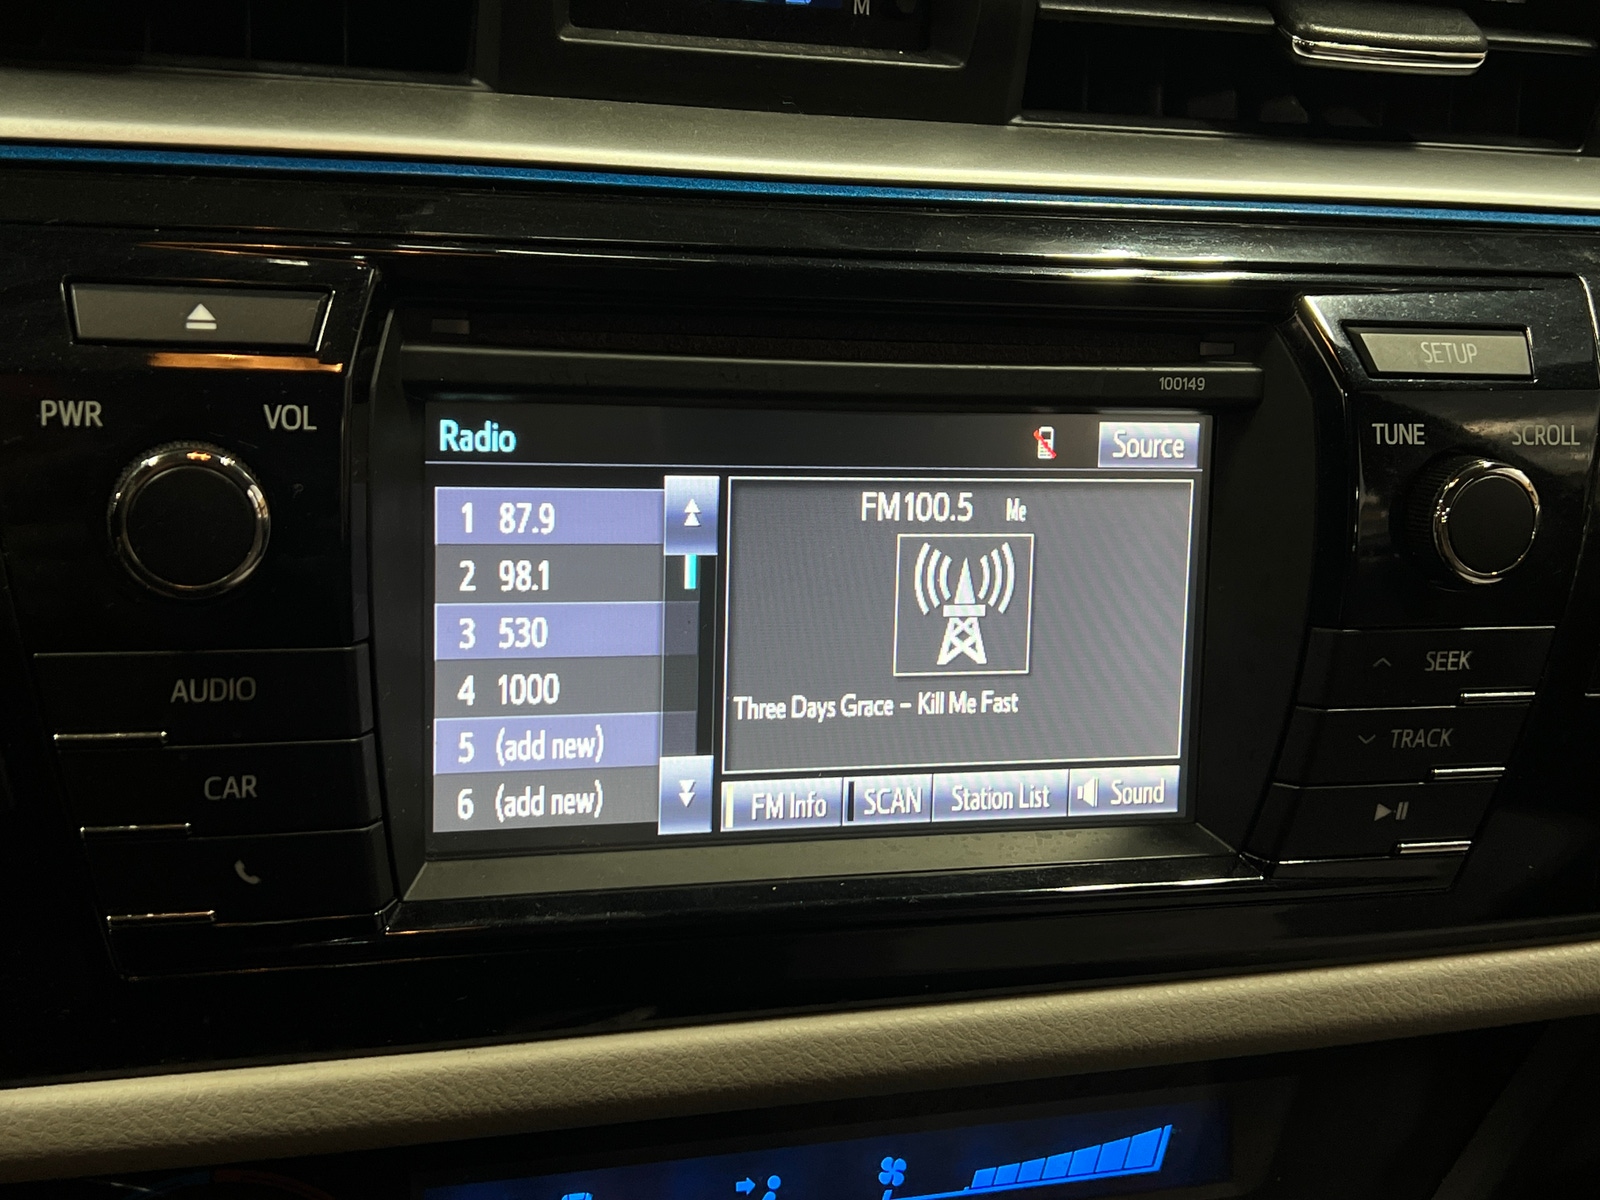 M
100149
SETUP
PWR VOL
TUNE SCROLL
Radio Source
FM100.5 Me
1 87.9
2 98.1
3 530
4 1000
5 (add new)
6 (add new)
Three Days Grace - Kill Me Fast
FM Info SCAN Station List Sound
AUDIO
CAR
SEEK
TRACK